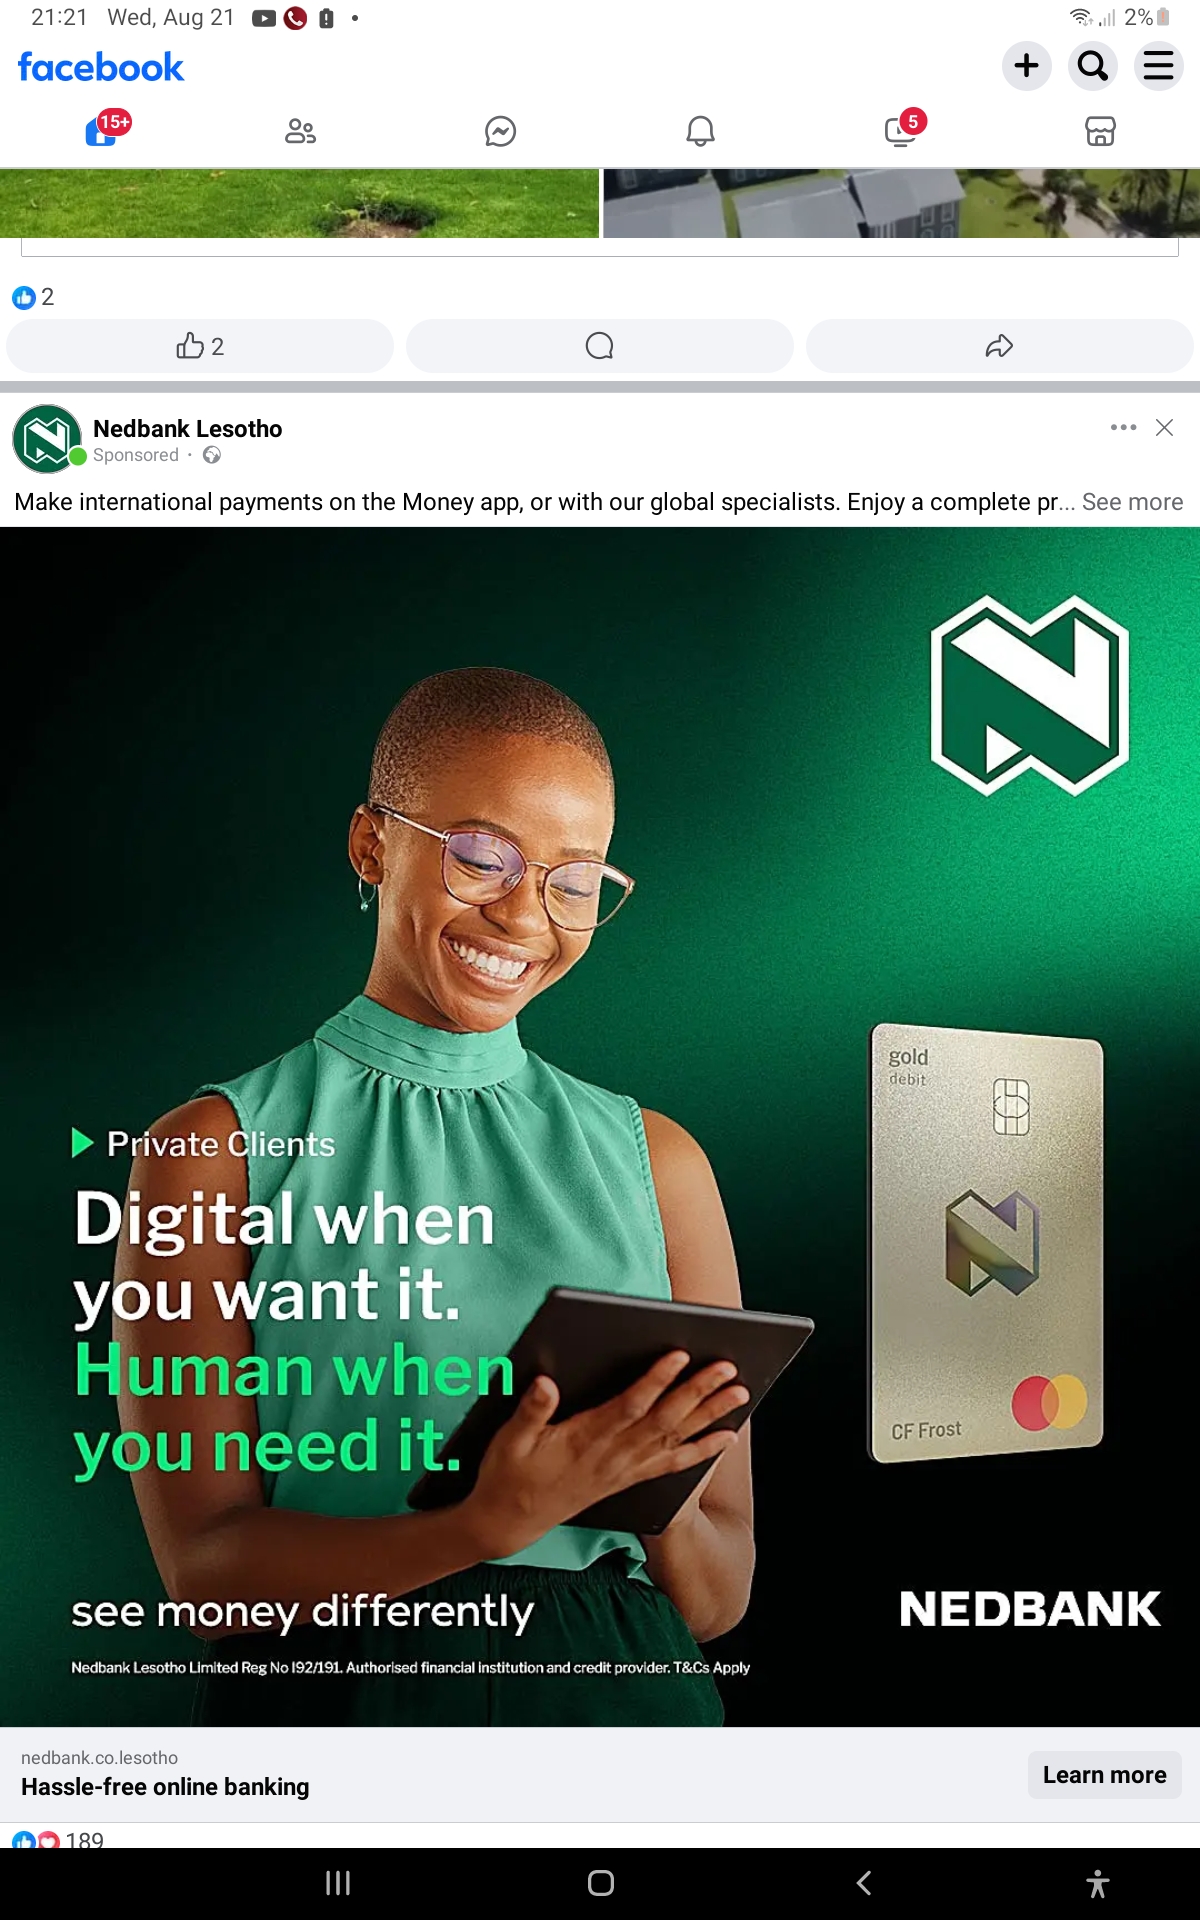 21:21 Wed, Aug 21
2%
facebook
15+
5
2
2
Nedbank Lesotho
Sponsored ·
Make international payments on the Money app, or with our global specialists. Enjoy a complete pr... See more
gold
debit
CF Frost
Private Clients
Digital when
you want it.
Human when
you need it.
see money differently
NEDBANK
Nedbank Lesotho Limited Reg No I92/191. Authorised financial institution and credit provider. T&Cs Apply
nedbank.co.lesotho
Hassle-free online banking
Learn more
189